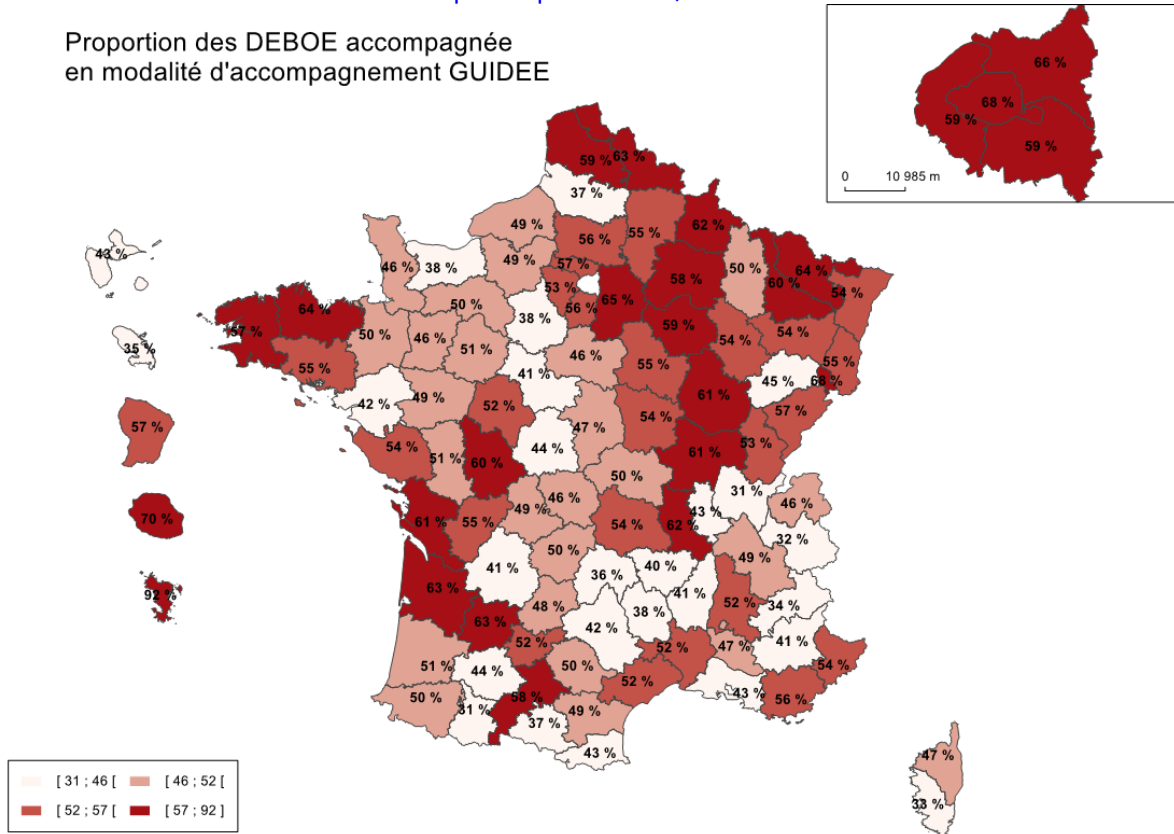 Proportion des DEBOE accompagnée
en modalité d'accompagnement GUIDEE
66 %
68 %
59 %
59 %
0 10 985 m
59 % 63 %
37 %
49 % 56 % 55 % 62 %
43 % 46 % 38 % 49 % 57 % 58 % 50 % 60 % 64 %
53 % 65 % 54 %
64 % 50 % 56 %
57 % 50 % 46 % 38 % 59 % 54 % 54 %
35 % 51 % 46 % 55 % 55 %
55 % 41 % 45 % 68 %
42 % 49 % 52 % 61 % 57 %
57 % 47 % 54 %
54 % 51 % 60 % 44 % 61 % 53 %
50 % 31 %
70 % 61 % 55 % 49 % 46 % 54 % 62 % 43 % 46 %
32 %
50 % 49 %
92 % 63 % 41 % 36 % 40 % 41 %
63 % 48 % 42 % 38 % 52 % 34 %
52 % 52 % 47 % 41 %
51 % 44 % 50 % 54 %
50 % 31 % 58 % 52 % 43 % 56 %
37 % 49 %
43 %
47 %
33 %
[ 31 ; 46 [ [ 46 ; 52 [
[ 52 ; 57 [ [ 57 ; 92 ]